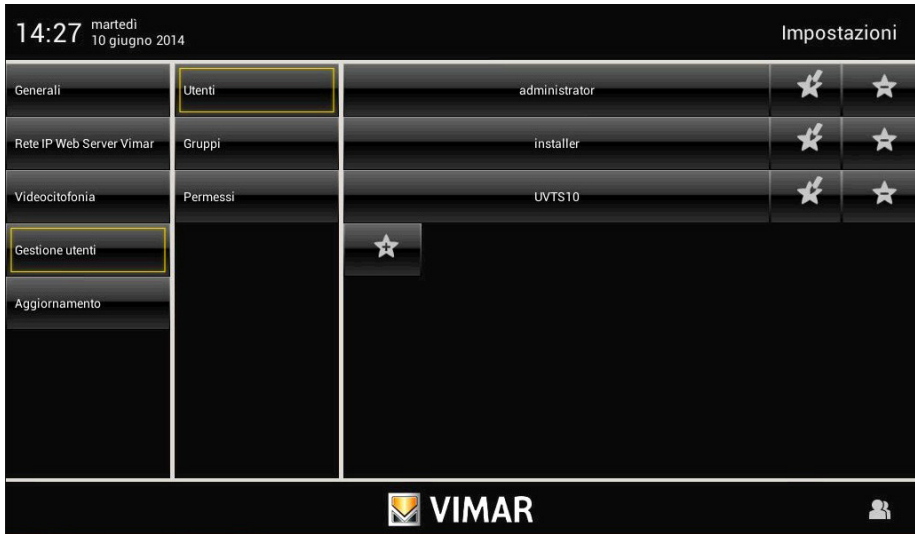 14:27 martedì
10 giugno 2014
Impostazioni
Generali
Utenti
administrator
Rete IP Web Server Vimar
Gruppi
installer
Videocitofonia
Permessi
UVTS10
Gestione utenti
Aggiornamento
VIMAR